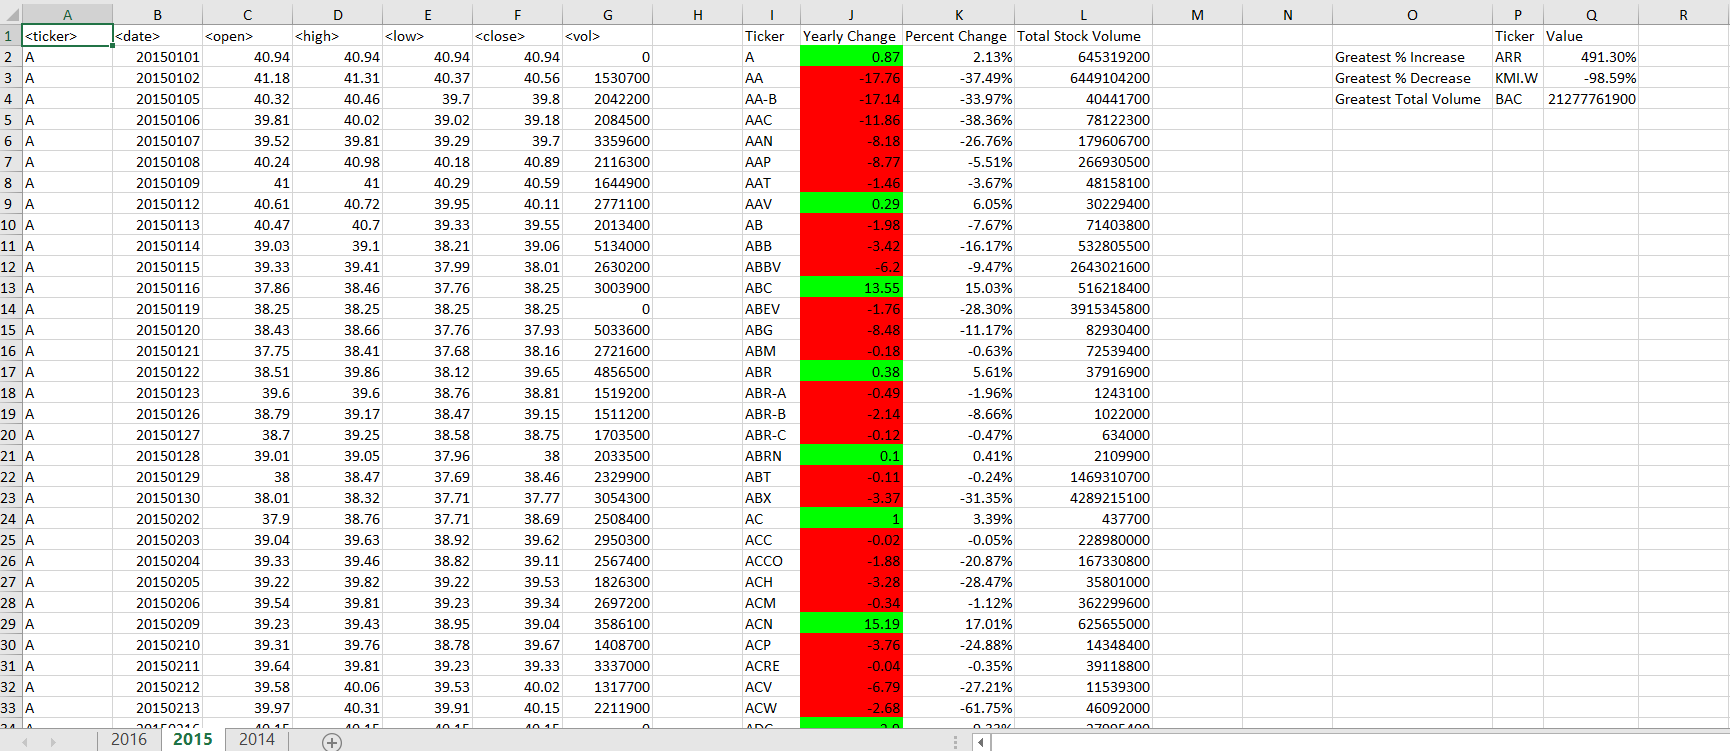 A B C D E F G H I J K L M N O P Q R
1 <ticker> <date> <open> <high> <low> <close> <vol> Ticker Yearly Change Percent Change Total Stock Volume Ticker Value
2 A 20150101 40.94 40.94 40.94 40.94 0 A 0.87 2.13% 645319200 Greatest % Increase ARR 491.30%
3 A 20150102 41.18 41.31 40.37 40.56 1530700 AA -17.76 -37.49% 6449104200 Greatest % Decrease KMI.W -98.59%
4 A 20150105 40.32 40.46 39.7 39.8 2042200 AA-B -17.14 -33.97% 40441700 Greatest Total Volume BAC 21277761900
5 A 20150106 39.81 40.02 39.02 39.18 2084500 AAC -11.86 -38.36% 78122300
6 A 20150107 39.52 39.81 39.29 39.7 3359600 AAN -8.18 -26.76% 179606700
7 A 20150108 40.24 40.98 40.18 40.89 2116300 AAP -8.77 -5.51% 266930500
8 A 20150109 41 41 40.29 40.59 1644900 AAT -1.46 -3.67% 48158100
9 A 20150112 40.61 40.72 39.95 40.11 2771100 AAV 0.29 6.05% 30229400
10 A 20150113 40.47 40.7 39.33 39.55 2013400 AB -1.98 -7.67% 71403800
11 A 20150114 39.03 39.1 38.21 39.06 5134000 ABB -3.42 -16.17% 532805500
12 A 20150115 39.33 39.41 37.99 38.01 2630200 ABBV -6.2 -9.47% 2643021600
13 A 20150116 37.86 38.46 37.76 38.25 3003900 ABC 13.55 15.03% 516218400
14 A 20150119 38.25 38.25 38.25 38.25 0 ABEV -1.76 -28.30% 3915345800
15 A 20150120 38.43 38.66 37.76 37.93 5033600 ABG -8.48 -11.17% 82930400
16 A 20150121 37.75 38.41 37.68 38.16 2721600 ABM -0.18 -0.63% 72539400
17 A 20150122 38.51 39.86 38.12 39.65 4856500 ABR 0.38 5.61% 37916900
18 A 20150123 39.6 39.6 38.76 38.81 1519200 ABR-A -0.49 -1.96% 1243100
19 A 20150126 38.79 39.17 38.47 39.15 1511200 ABR-B -2.14 -8.66% 1022000
20 A 20150127 38.7 39.25 38.58 38.75 1703500 ABR-C -0.12 -0.47% 634000
21 A 20150128 39.01 39.05 37.96 38 2033500 ABRN 0.1 0.41% 2109900
22 A 20150129 38 38.47 37.69 38.46 2329900 ABT -0.11 -0.24% 1469310700
23 A 20150130 38.01 38.32 37.71 37.77 3054300 ABX -3.37 -31.35% 4289215100
24 A 20150202 37.9 38.76 37.71 38.69 2508400 AC 1 3.39% 437700
25 A 20150203 39.04 39.63 38.92 39.62 2950300 ACC -0.02 -0.05% 228980000
26 A 20150204 39.33 39.46 38.82 39.11 2567400 ACCO -1.88 -20.87% 167330800
27 A 20150205 39.22 39.82 39.22 39.53 1826300 ACH -3.28 -28.47% 35801000
28 A 20150206 39.54 39.81 39.23 39.34 2697200 ACM -0.34 -1.12% 362299600
29 A 20150209 39.23 39.43 38.95 39.04 3586100 ACN 15.19 17.01% 625655000
30 A 20150210 39.31 39.76 38.78 39.67 1408700 ACP -3.76 -24.88% 14348400
31 A 20150211 39.64 39.81 39.23 39.33 3337000 ACRE -0.04 -0.35% 39118800
32 A 20150212 39.58 40.06 39.53 40.02 1317700 ACV -6.79 -27.21% 11539300
33 A 20150213 39.97 40.31 39.91 40.15 2211900 ACW -2.68 -61.75% 46092000
2016 2015 2014